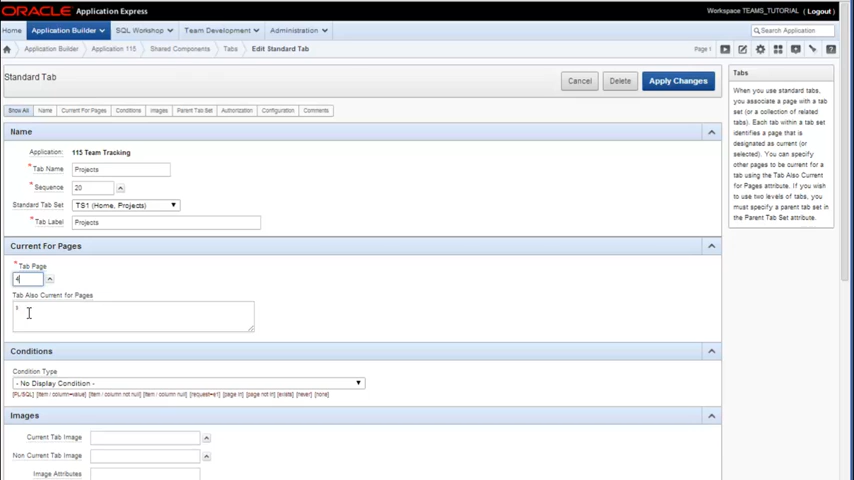 ORACLE Application Express
Workspace TEAMS_TUTORIAL ( Logout )
Home Application Builder SQL Workshop Team Development Administration
Search Application
Application Builder Application 115 Shared Components Tabs Edit Standard Tab
Page 1
Standard Tab
Cancel Delete Apply Changes
Show All Name Current For Pages Conditions Images Parent Tab Set Authorization Configuration Comments
Name
Application: 115 Team Tracking
* Tab Name Projects
* Sequence 20
Standard Tab Set TS1 (Home, Projects)
* Tab Label Projects
Current For Pages
* Tab Page
4
Tab Also Current for Pages
Conditions
Condition Type
- No Display Condition -
[PL/SQL] [item / column=value] [item / column not null] [item / column null] [request=e1] [page in] [page not in] [exists] [never] [none]
Images
Current Tab Image
Non Current Tab Image
Image Attributes
Tabs
When you use standard tabs,
you associate a page with a tab
set (or a collection of related
tabs). Each tab within a tab set
identifies a page that is
designated as current (or
selected). You can specify
other pages to be current for a
tab using the Tab Also Current
for Pages attribute. If you wish
to use two levels of tabs, you
must specify a parent tab set in
the Parent Tab Set attribute.